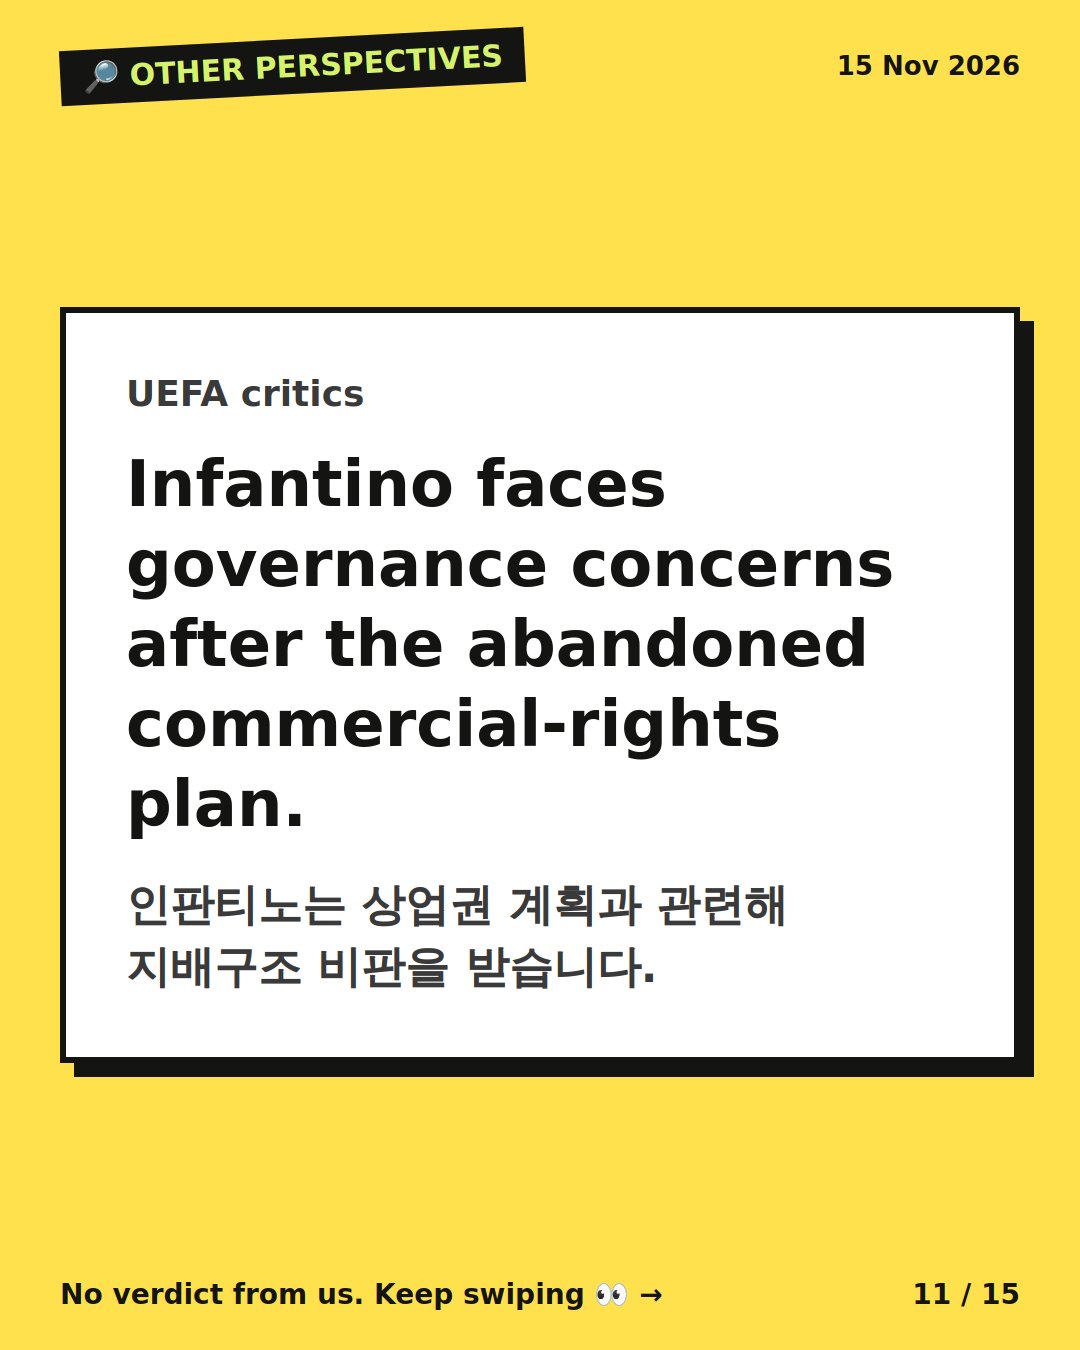 🔎 OTHER PERSPECTIVES
15 Nov 2026
UEFA critics
Infantino faces
governance concerns
after the abandoned
commercial-rights
plan.
인판티노는 상업권 계획과 관련해
지배구조 비판을 받습니다.
No verdict from us. Keep swiping 👀 →
11 / 15